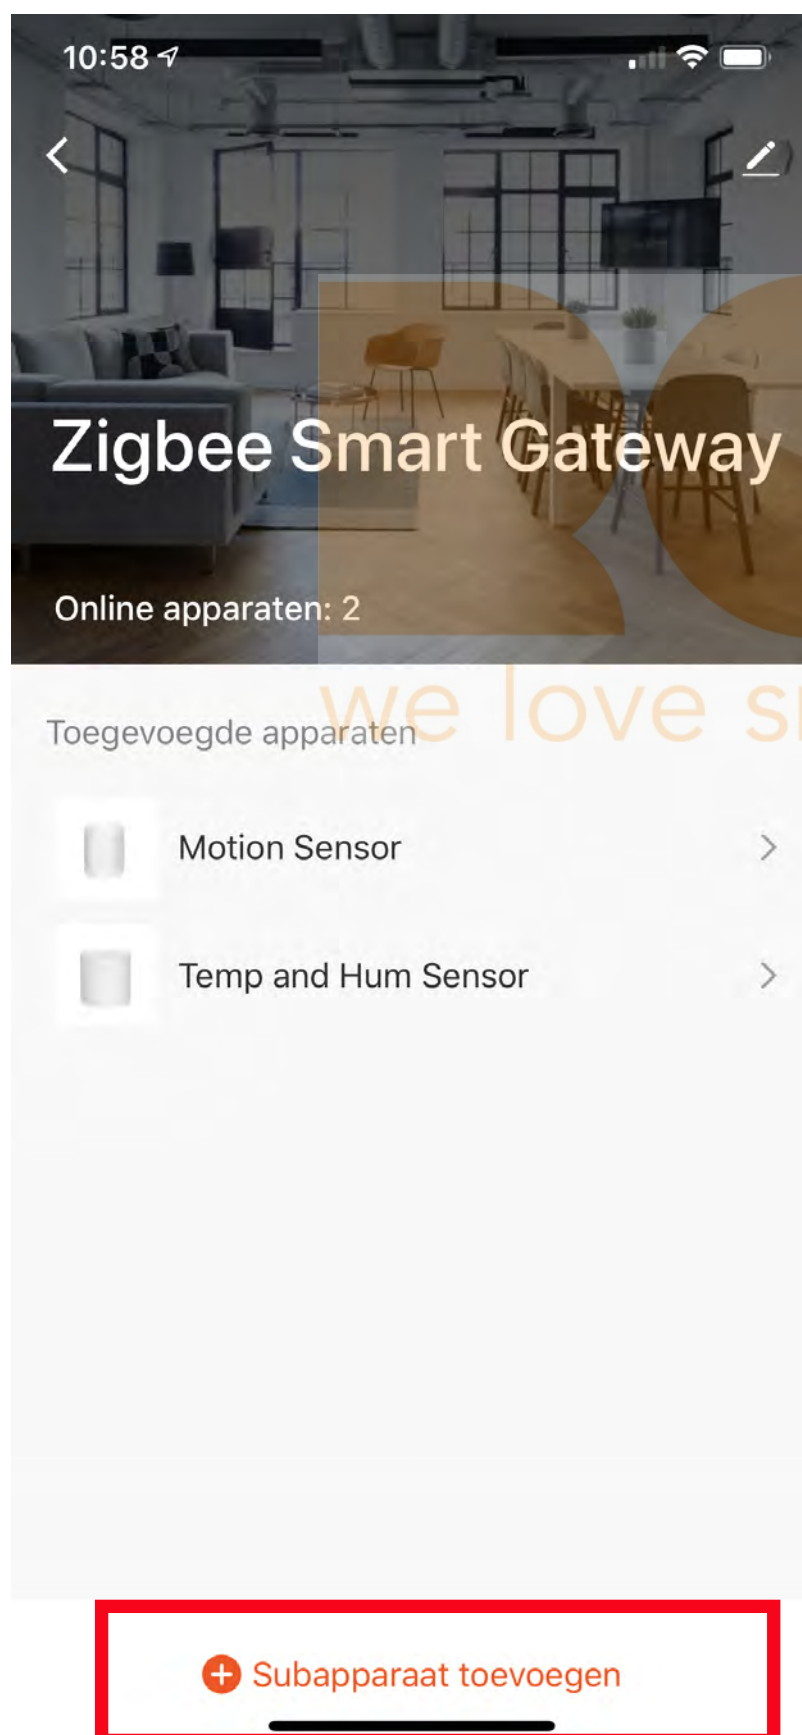 10:58
Zigbee Smart Gateway
Online apparaten: 2
we love s
Toegevoegde apparaten
Motion Sensor
Temp and Hum Sensor
Subapparaat toevoegen